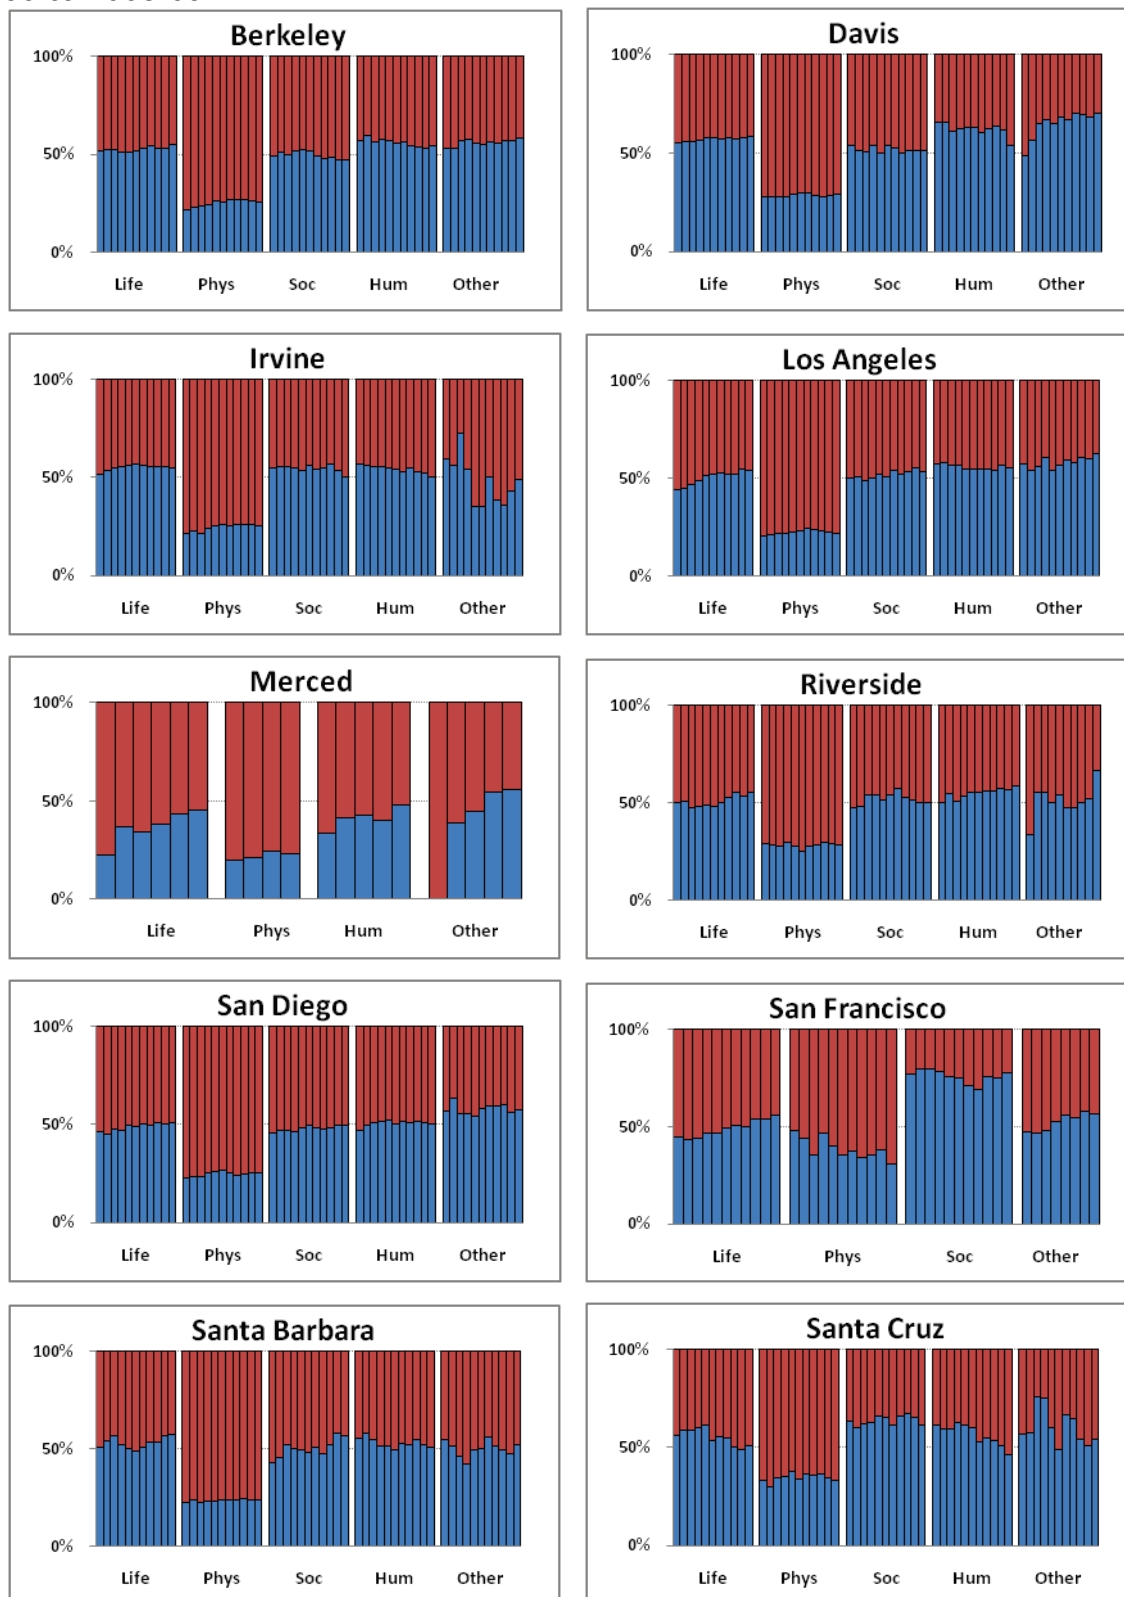 Berkeley
100%
50%
0%
Life Phys Soc Hum Other
Davis
100%
50%
0%
Life Phys Soc Hum Other
Irvine
100%
50%
0%
Life Phys Soc Hum Other
Los Angeles
100%
50%
0%
Life Phys Soc Hum Other
Merced
100%
50%
0%
Life Phys Hum Other
Riverside
100%
50%
0%
Life Phys Soc Hum Other
San Diego
100%
50%
0%
Life Phys Soc Hum Other
San Francisco
100%
50%
0%
Life Phys Soc Other
Santa Barbara
100%
50%
0%
Life Phys Soc Hum Other
Santa Cruz
100%
50%
0%
Life Phys Soc Hum Other